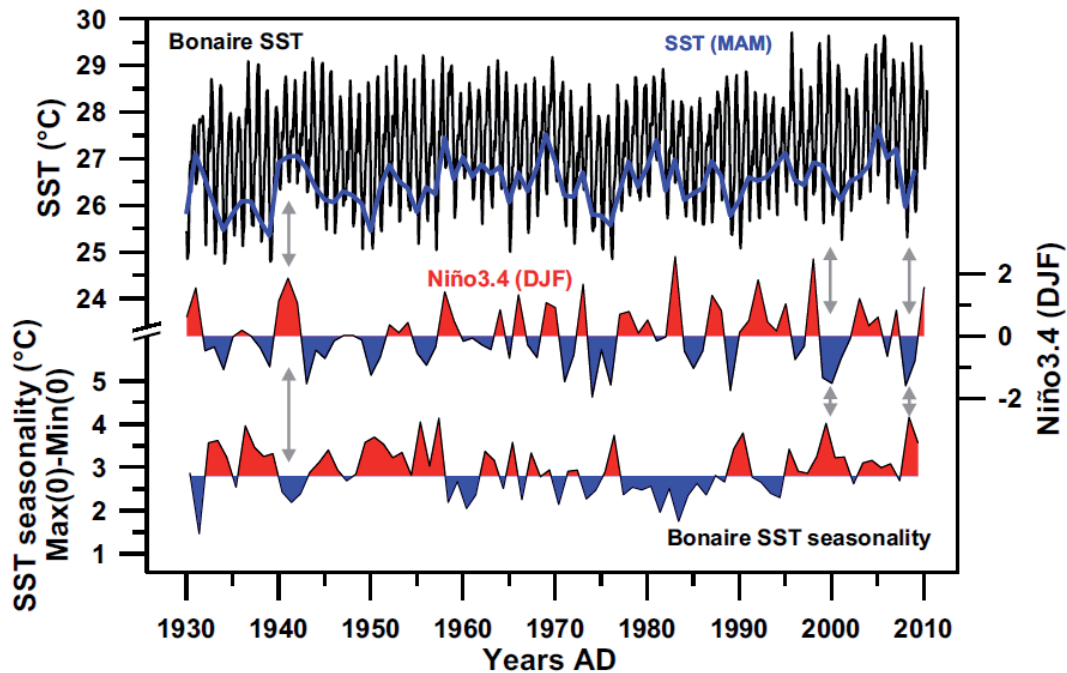 Bonaire SST
SST (MAM)
30
29
28
27
26
25
24
SST (°C)
Niño3.4 (DJF)
2
0
-2
Niño3.4 (DJF)
5
4
3
2
1
SST seasonality (°C)
Max(0)-Min(0)
Bonaire SST seasonality
1930 1940 1950 1960 1970 1980 1990 2000 2010
Years AD